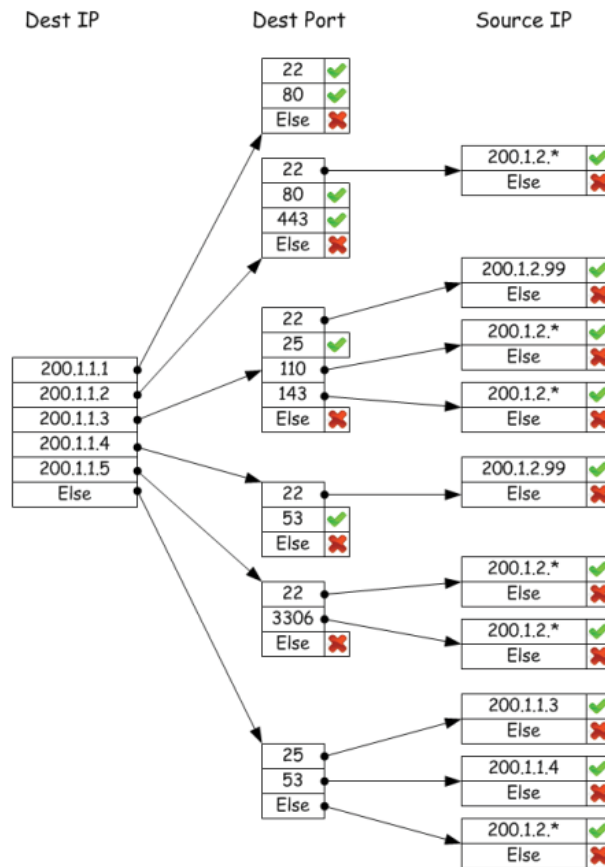 Dest IP
Dest Port
Source IP
200.1.1.1
200.1.1.2
200.1.1.3
200.1.1.4
200.1.1.5
Else
22
80
Else
22
80
443
Else
22
25
110
143
Else
22
53
Else
22
3306
Else
25
53
Else
200.1.2.*
Else
200.1.2.99
Else
200.1.2.*
Else
200.1.2.*
Else
200.1.2.99
Else
200.1.2.*
Else
200.1.2.*
Else
200.1.1.3
Else
200.1.1.4
Else
200.1.2.*
Else